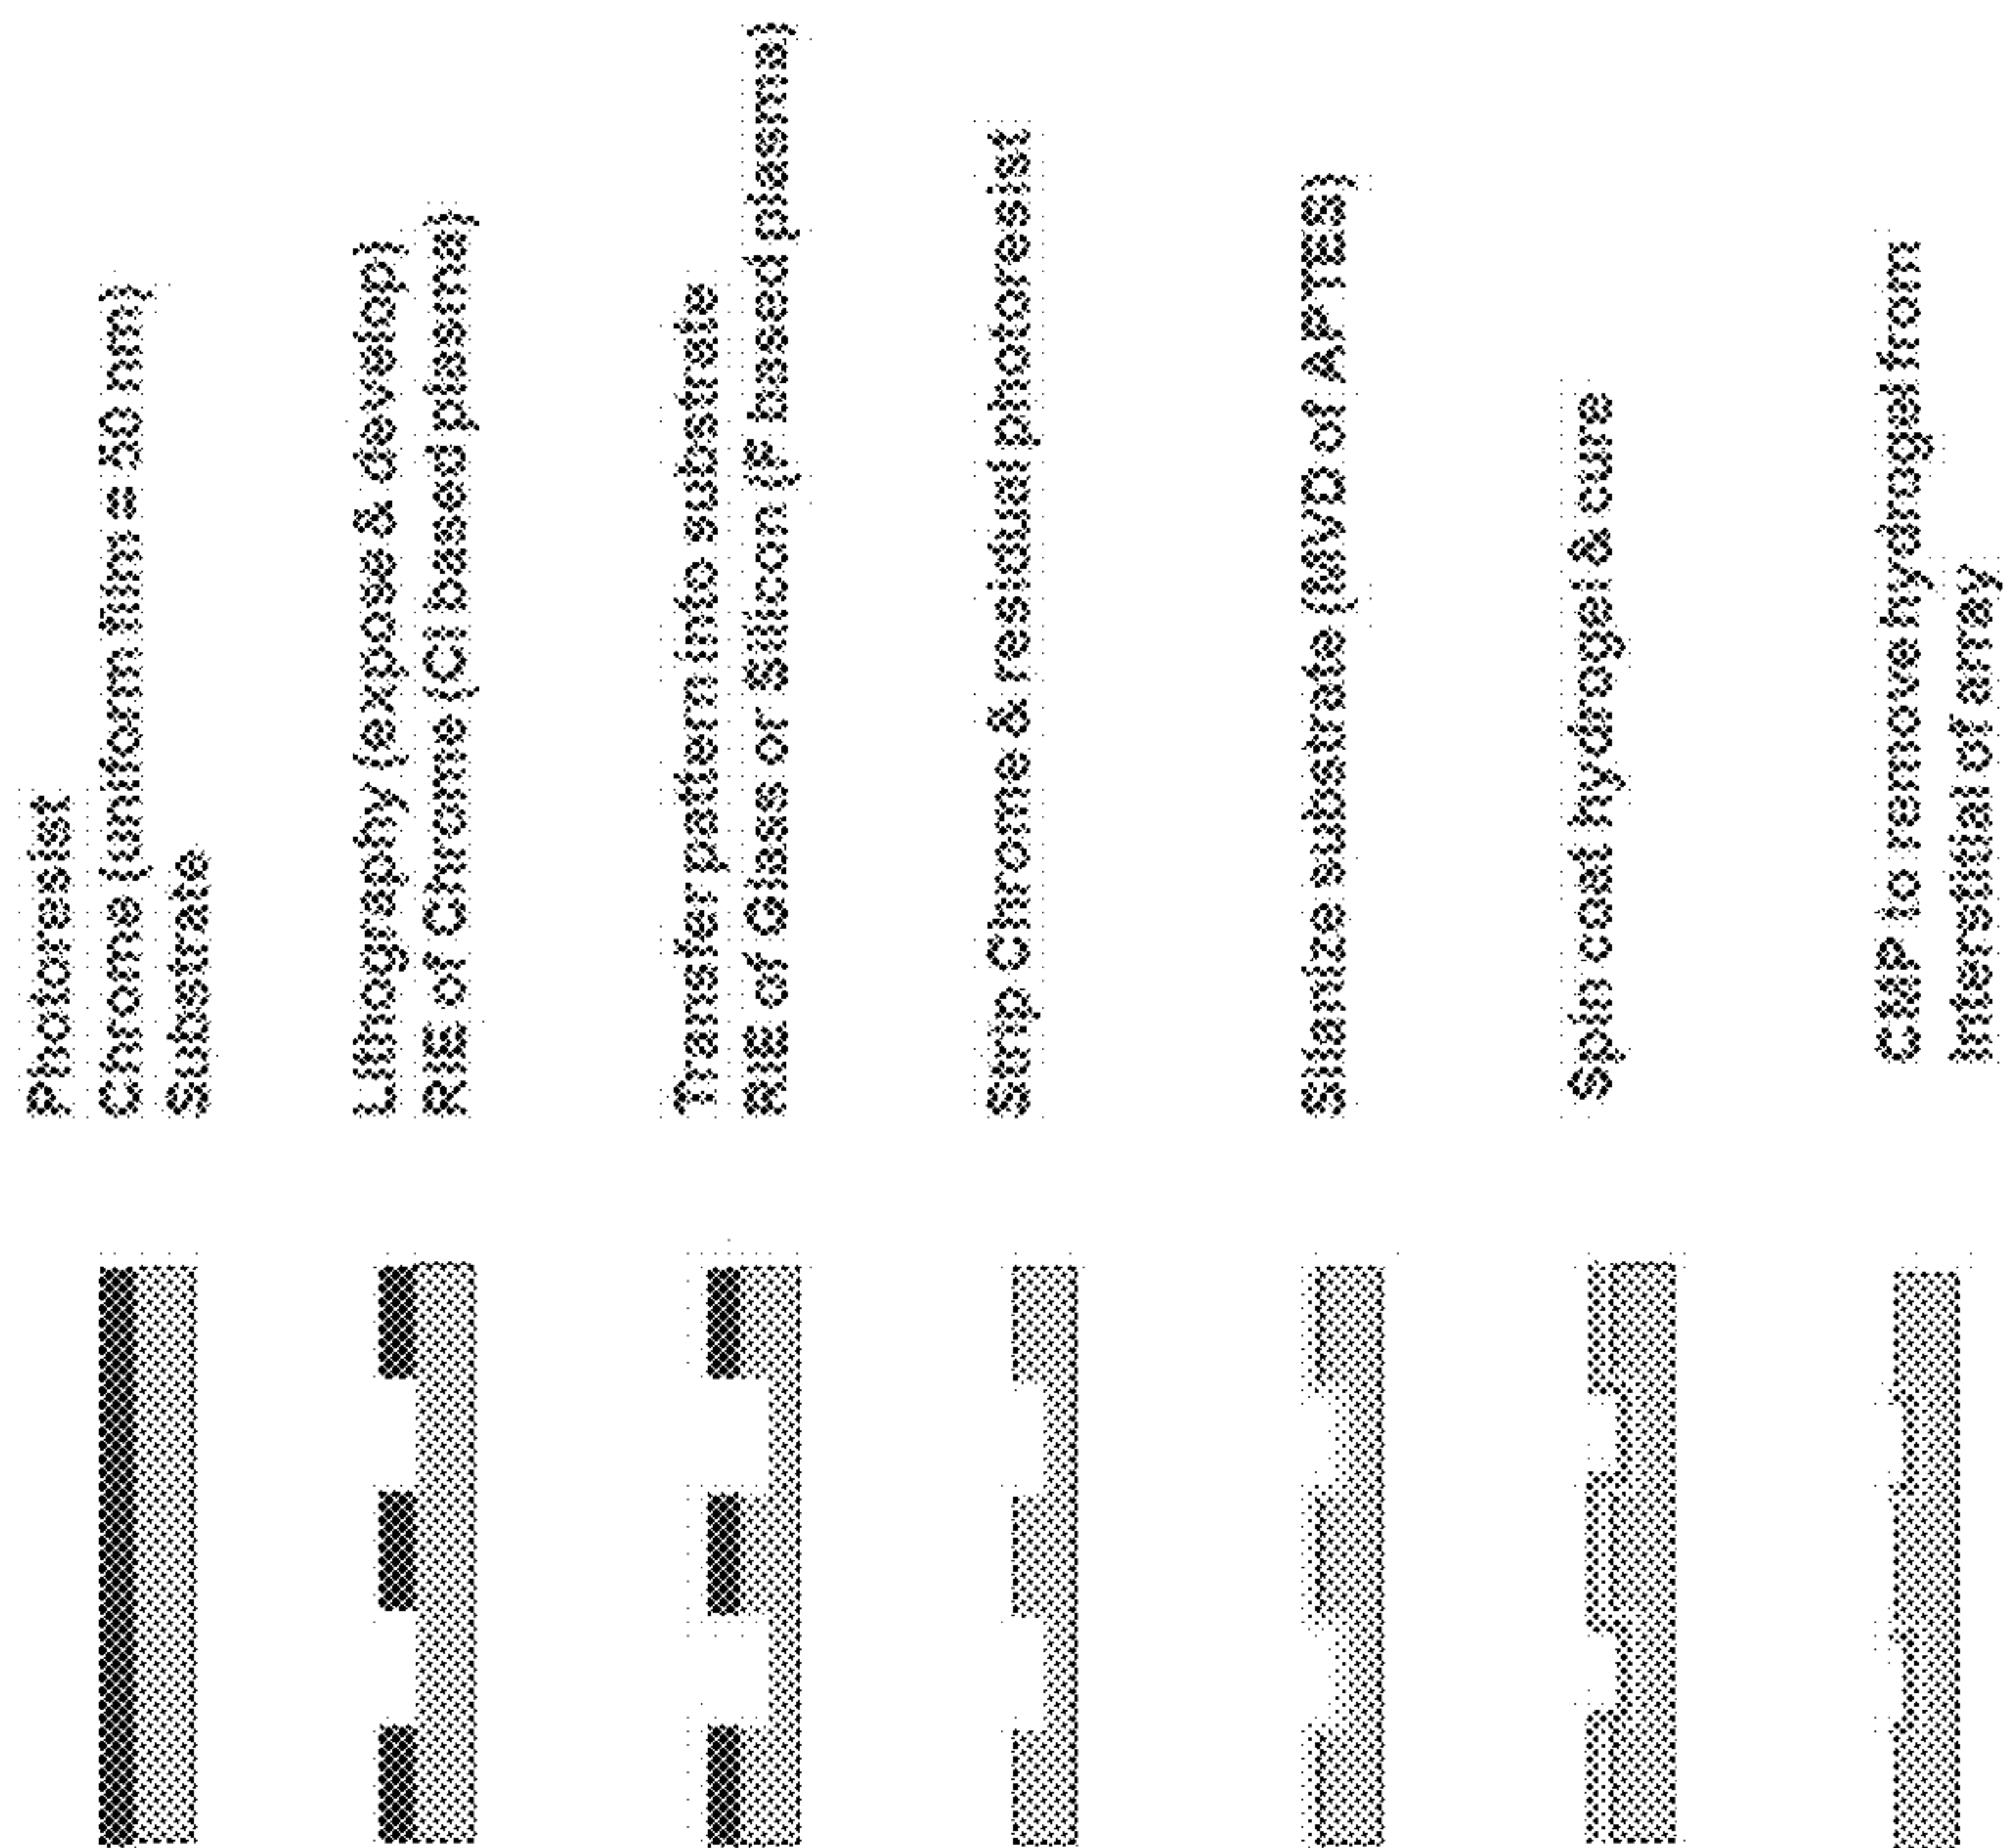 Photoresist
Chrome (uniform film = 50 nm)
Substrate
Lithography (expose & develop)
RIE of Chrome (Cl based plasma)
Transfer pattern into substrate
RIE of Glass or Silicon (F based plasma)
Strip Chrome & residual photoresist
Silanize substrate (MVD of APTES)
Spin coat hydrogel & cure
CMP to remove hydrogel from
interstitial of array